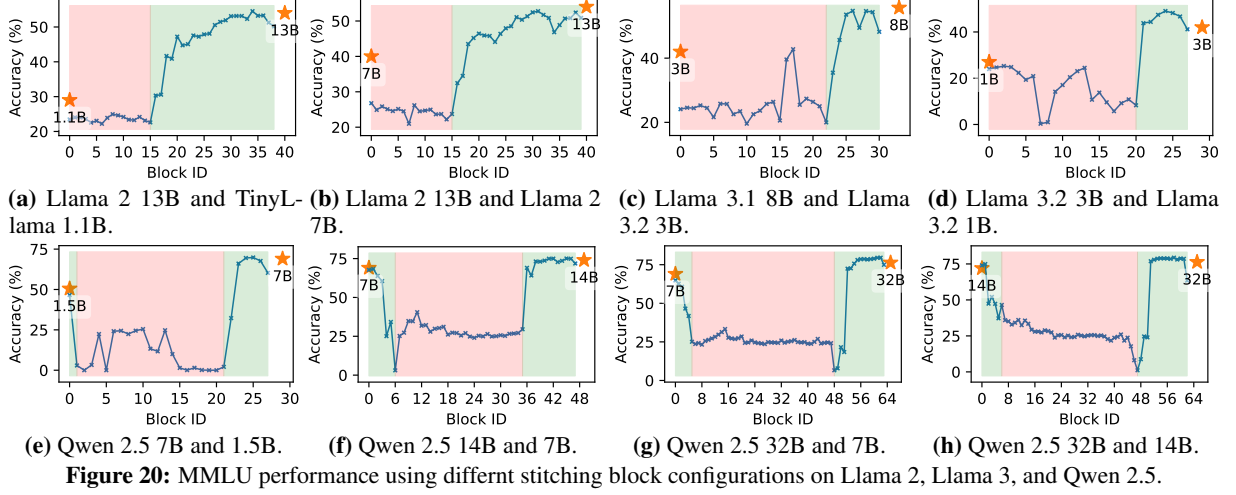 Accuracy (%)
50
40
30
20
1.1B
13B
0 5 10 15 20 25 30 35 40
Block ID
(a) Llama 2 13B and TinyL-
lama 1.1B.
Accuracy (%)
50
40
30
20
7B
13B
0 5 10 15 20 25 30 35 40
Block ID
(b) Llama 2 13B and Llama 2
7B.
Accuracy (%)
40
20
3B
8B
0 5 10 15 20 25 30
Block ID
(c) Llama 3.1 8B and Llama
3.2 3B.
Accuracy (%)
40
20
0
1B
3B
0 5 10 15 20 25 30
Block ID
(d) Llama 3.2 3B and Llama
3.2 1B.
Accuracy (%)
75
50
25
0
1.5B
7B
0 5 10 15 20 25 30
Block ID
(e) Qwen 2.5 7B and 1.5B.
Accuracy (%)
75
50
25
0
7B
14B
0 6 12 18 24 30 36 42 48
Block ID
(f) Qwen 2.5 14B and 7B.
Accuracy (%)
75
50
25
0
7B
32B
0 8 16 24 32 40 48 56 64
Block ID
(g) Qwen 2.5 32B and 7B.
Accuracy (%)
75
50
25
0
14B
32B
0 8 16 24 32 40 48 56 64
Block ID
(h) Qwen 2.5 32B and 14B.
Figure 20: MMLU performance using differnt stitching block configurations on Llama 2, Llama 3, and Qwen 2.5.